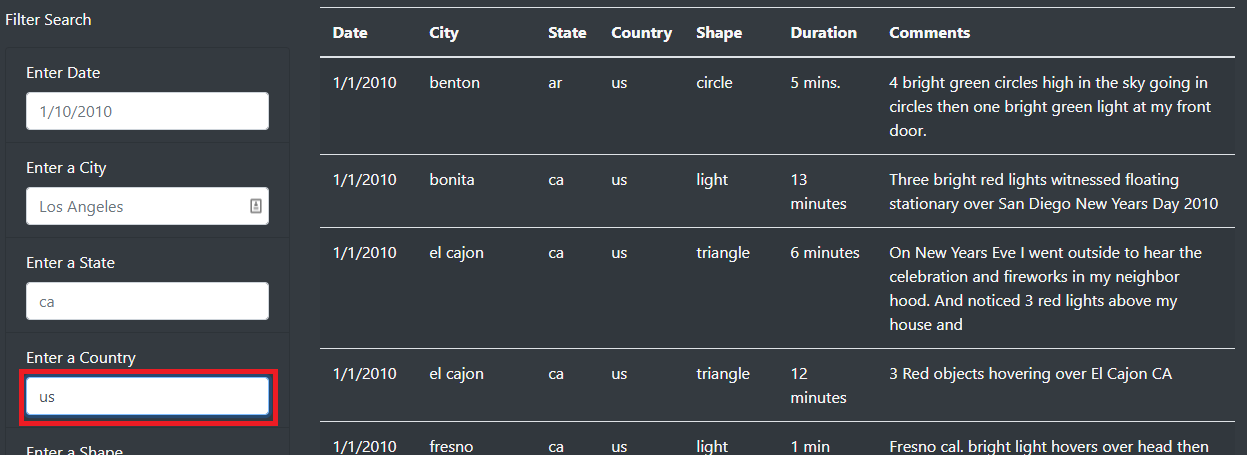 Filter Search
Enter Date
1/10/2010
Enter a City
Los Angeles
Enter a State
ca
Enter a Country
us
Enter a Shape
Date City State Country Shape Duration Comments
1/1/2010 benton ar us circle 5 mins. 4 bright green circles high in the sky going in
circles then one bright green light at my front
door.
1/1/2010 bonita ca us light 13 Three bright red lights witnessed floating
minutes stationary over San Diego New Years Day 2010
1/1/2010 el cajon ca us triangle 6 minutes On New Years Eve I went outside to hear the
celebration and fireworks in my neighbor
hood. And noticed 3 red lights above my
house and
1/1/2010 el cajon ca us triangle 12 3 Red objects hovering over El Cajon CA
minutes
1/1/2010 fresno ca us light 1 min Fresno cal. bright light hovers over head then